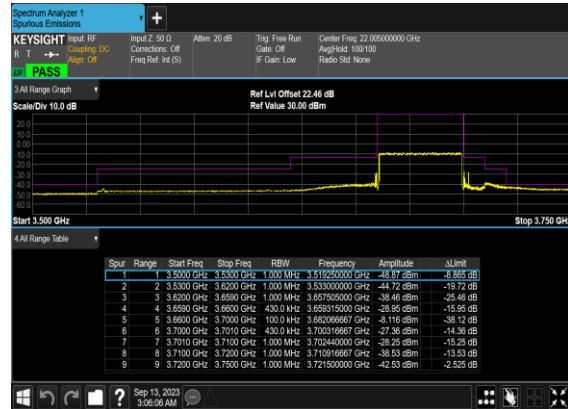 Spectrum Analyzer 1
Spurious Emissions
+
KEYSIGHT Input: RF Input Z: 50 Ω Atten: 20 dB Trig: Free Run Center Freq: 22.005000000 GHz
R T Coupling: DC Corrections: Off Gate: Off Avg|Hold: 100/100
Align: Off Freq Ref: Int (S) IF Gain: Low Radio Std: None
PASS
3 All Range Graph Ref Lvl Offset 22.46 dB
Scale/Div 10.0 dB Ref Value 30.00 dBm
20.0
10.0
0.00
-10.0
-20.0
-30.0
-40.0
-50.0
-60.0
Start 3.500 GHz Stop 3.750 GHz
4 All Range Table
Spur Range Start Freq Stop Freq RBW Frequency Amplitude ΔLimit
1 1 3.5000 GHz 3.5300 GHz 1.000 MHz 3.519250000 GHz -48.87 dBm -8.865 dB
2 2 3.5300 GHz 3.6200 GHz 1.000 MHz 3.533000000 GHz -44.72 dBm -19.72 dB
3 3 3.6200 GHz 3.6590 GHz 1.000 MHz 3.657505000 GHz -38.46 dBm -25.46 dB
4 4 3.6590 GHz 3.6600 GHz 430.0 kHz 3.659315000 GHz -28.95 dBm -15.95 dB
5 5 3.6600 GHz 3.7000 GHz 100.0 kHz 3.682066667 GHz -8.116 dBm -38.12 dB
6 6 3.7000 GHz 3.7010 GHz 430.0 kHz 3.700316667 GHz -27.36 dBm -14.36 dB
7 7 3.7010 GHz 3.7100 GHz 1.000 MHz 3.702440000 GHz -28.25 dBm -15.25 dB
8 8 3.7100 GHz 3.7200 GHz 1.000 MHz 3.710916667 GHz -38.53 dBm -13.53 dB
9 9 3.7200 GHz 3.7500 GHz 1.000 MHz 3.721500000 GHz -42.53 dBm -2.525 dB
? Sep 13, 2023
3:06:06 AM